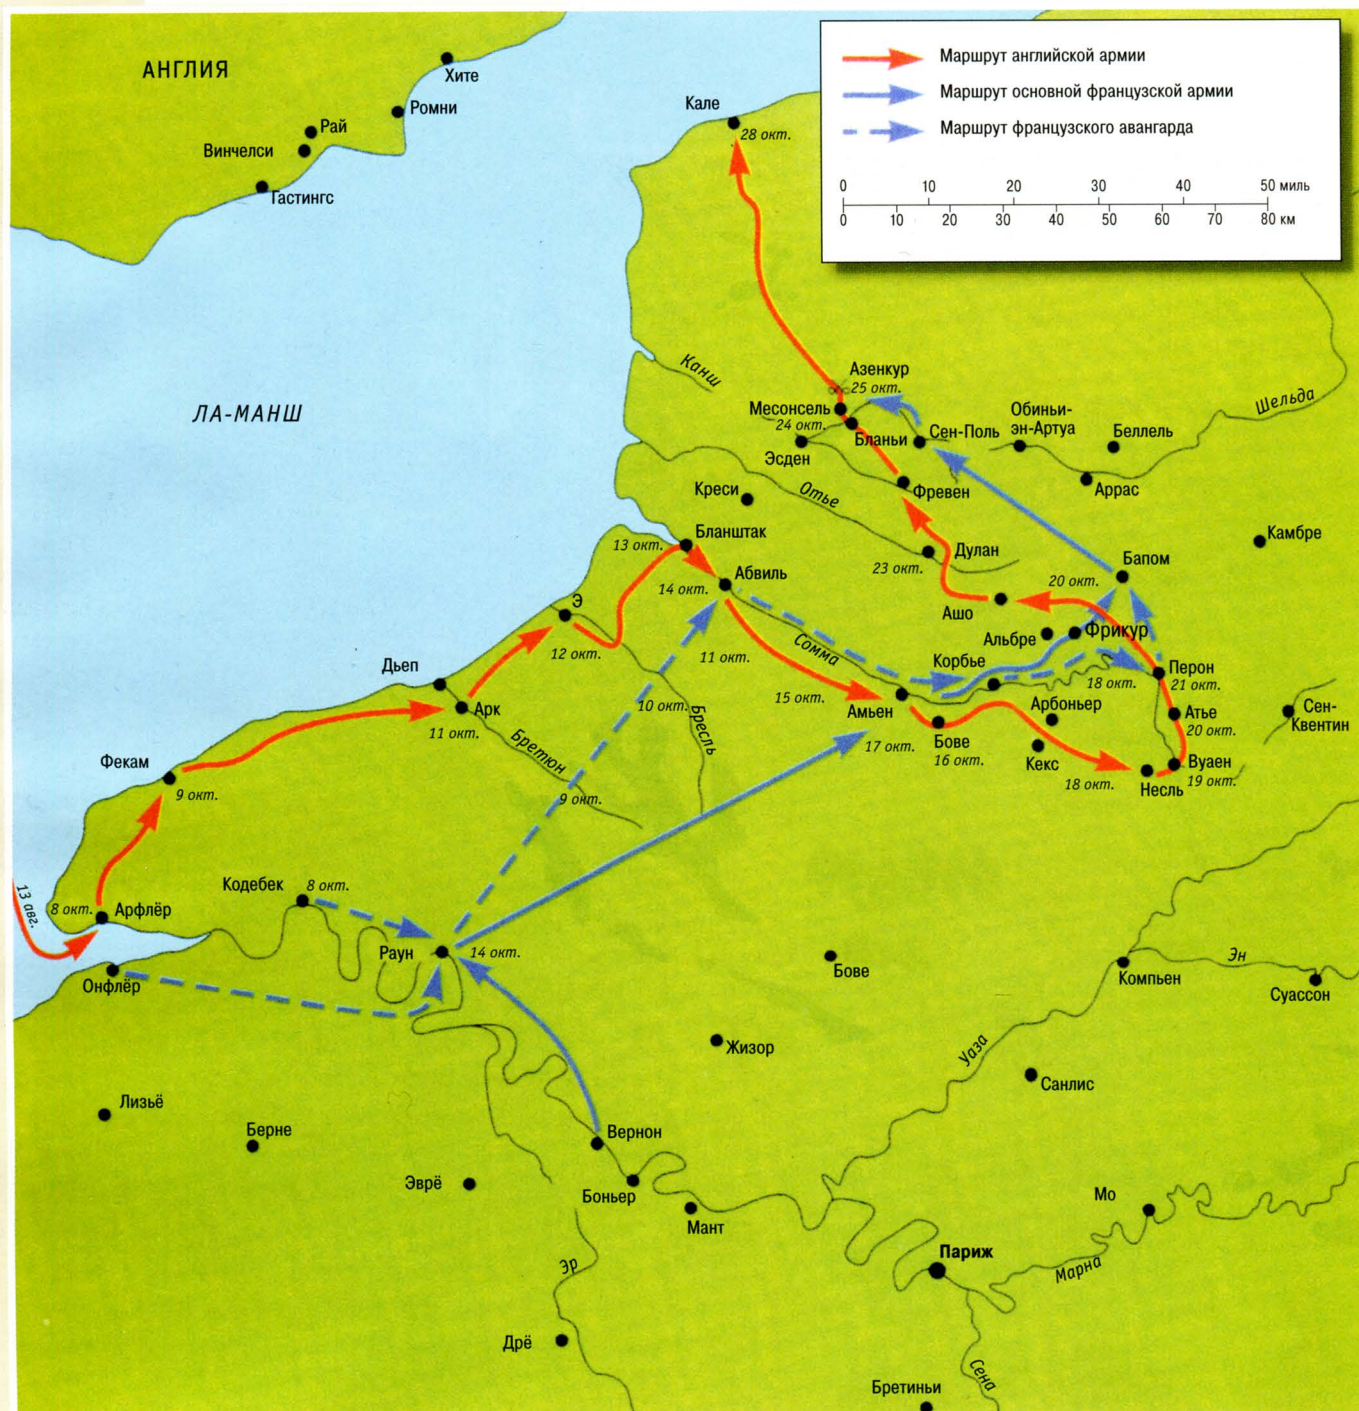 АНГЛИЯ
Хите
Ромни
Рай
Винчелси
Гастингс
Кале
28 окт.
Маршрут английской армии
Маршрут основной французской армии
Маршрут французского авангарда
0 10 20 30 40 50 миль
0 10 20 30 40 50 60 70 80 км
ЛА-МАНШ
Канш
Азенкур
25 окт.
Месонсель
24 окт.
Бланьи
Эсден
Сен-Поль
Обиньи-
эн-Артуа
Беллель
Шельда
Аррас
Фревен
Отье
Креси
Камбре
Бланштак
13 окт.
Абвиль
14 окт.
Дулан
23 окт.
Бапом
20 окт.
Ашо
Альбре
Фрикур
Э
12 окт.
11 окт.
Сомма
Корбье
Перон
18 окт.
21 окт.
Дьеп
Арк
11 окт.
10 окт.
Бресль
Бретюн
9 окт.
15 окт.
Амьен
17 окт.
Бове
16 окт.
Арбоньер
Кекс
Атье
20 окт.
Сен-
Квентин
Вуаен
19 окт.
Несль
18 окт.
Фекам
9 окт.
13 авг.
8 окт.
Арфлёр
Кодебек
8 окт.
Раун
14 окт.
Онфлёр
Бове
Компьен
Эн
Суассон
Жизор
Уаза
Санлис
Лизьё
Берне
Вернон
Эврё
Боньер
Мант
Мо
Париж
Марна
Эр
Дрё
Сена
Бретиньи